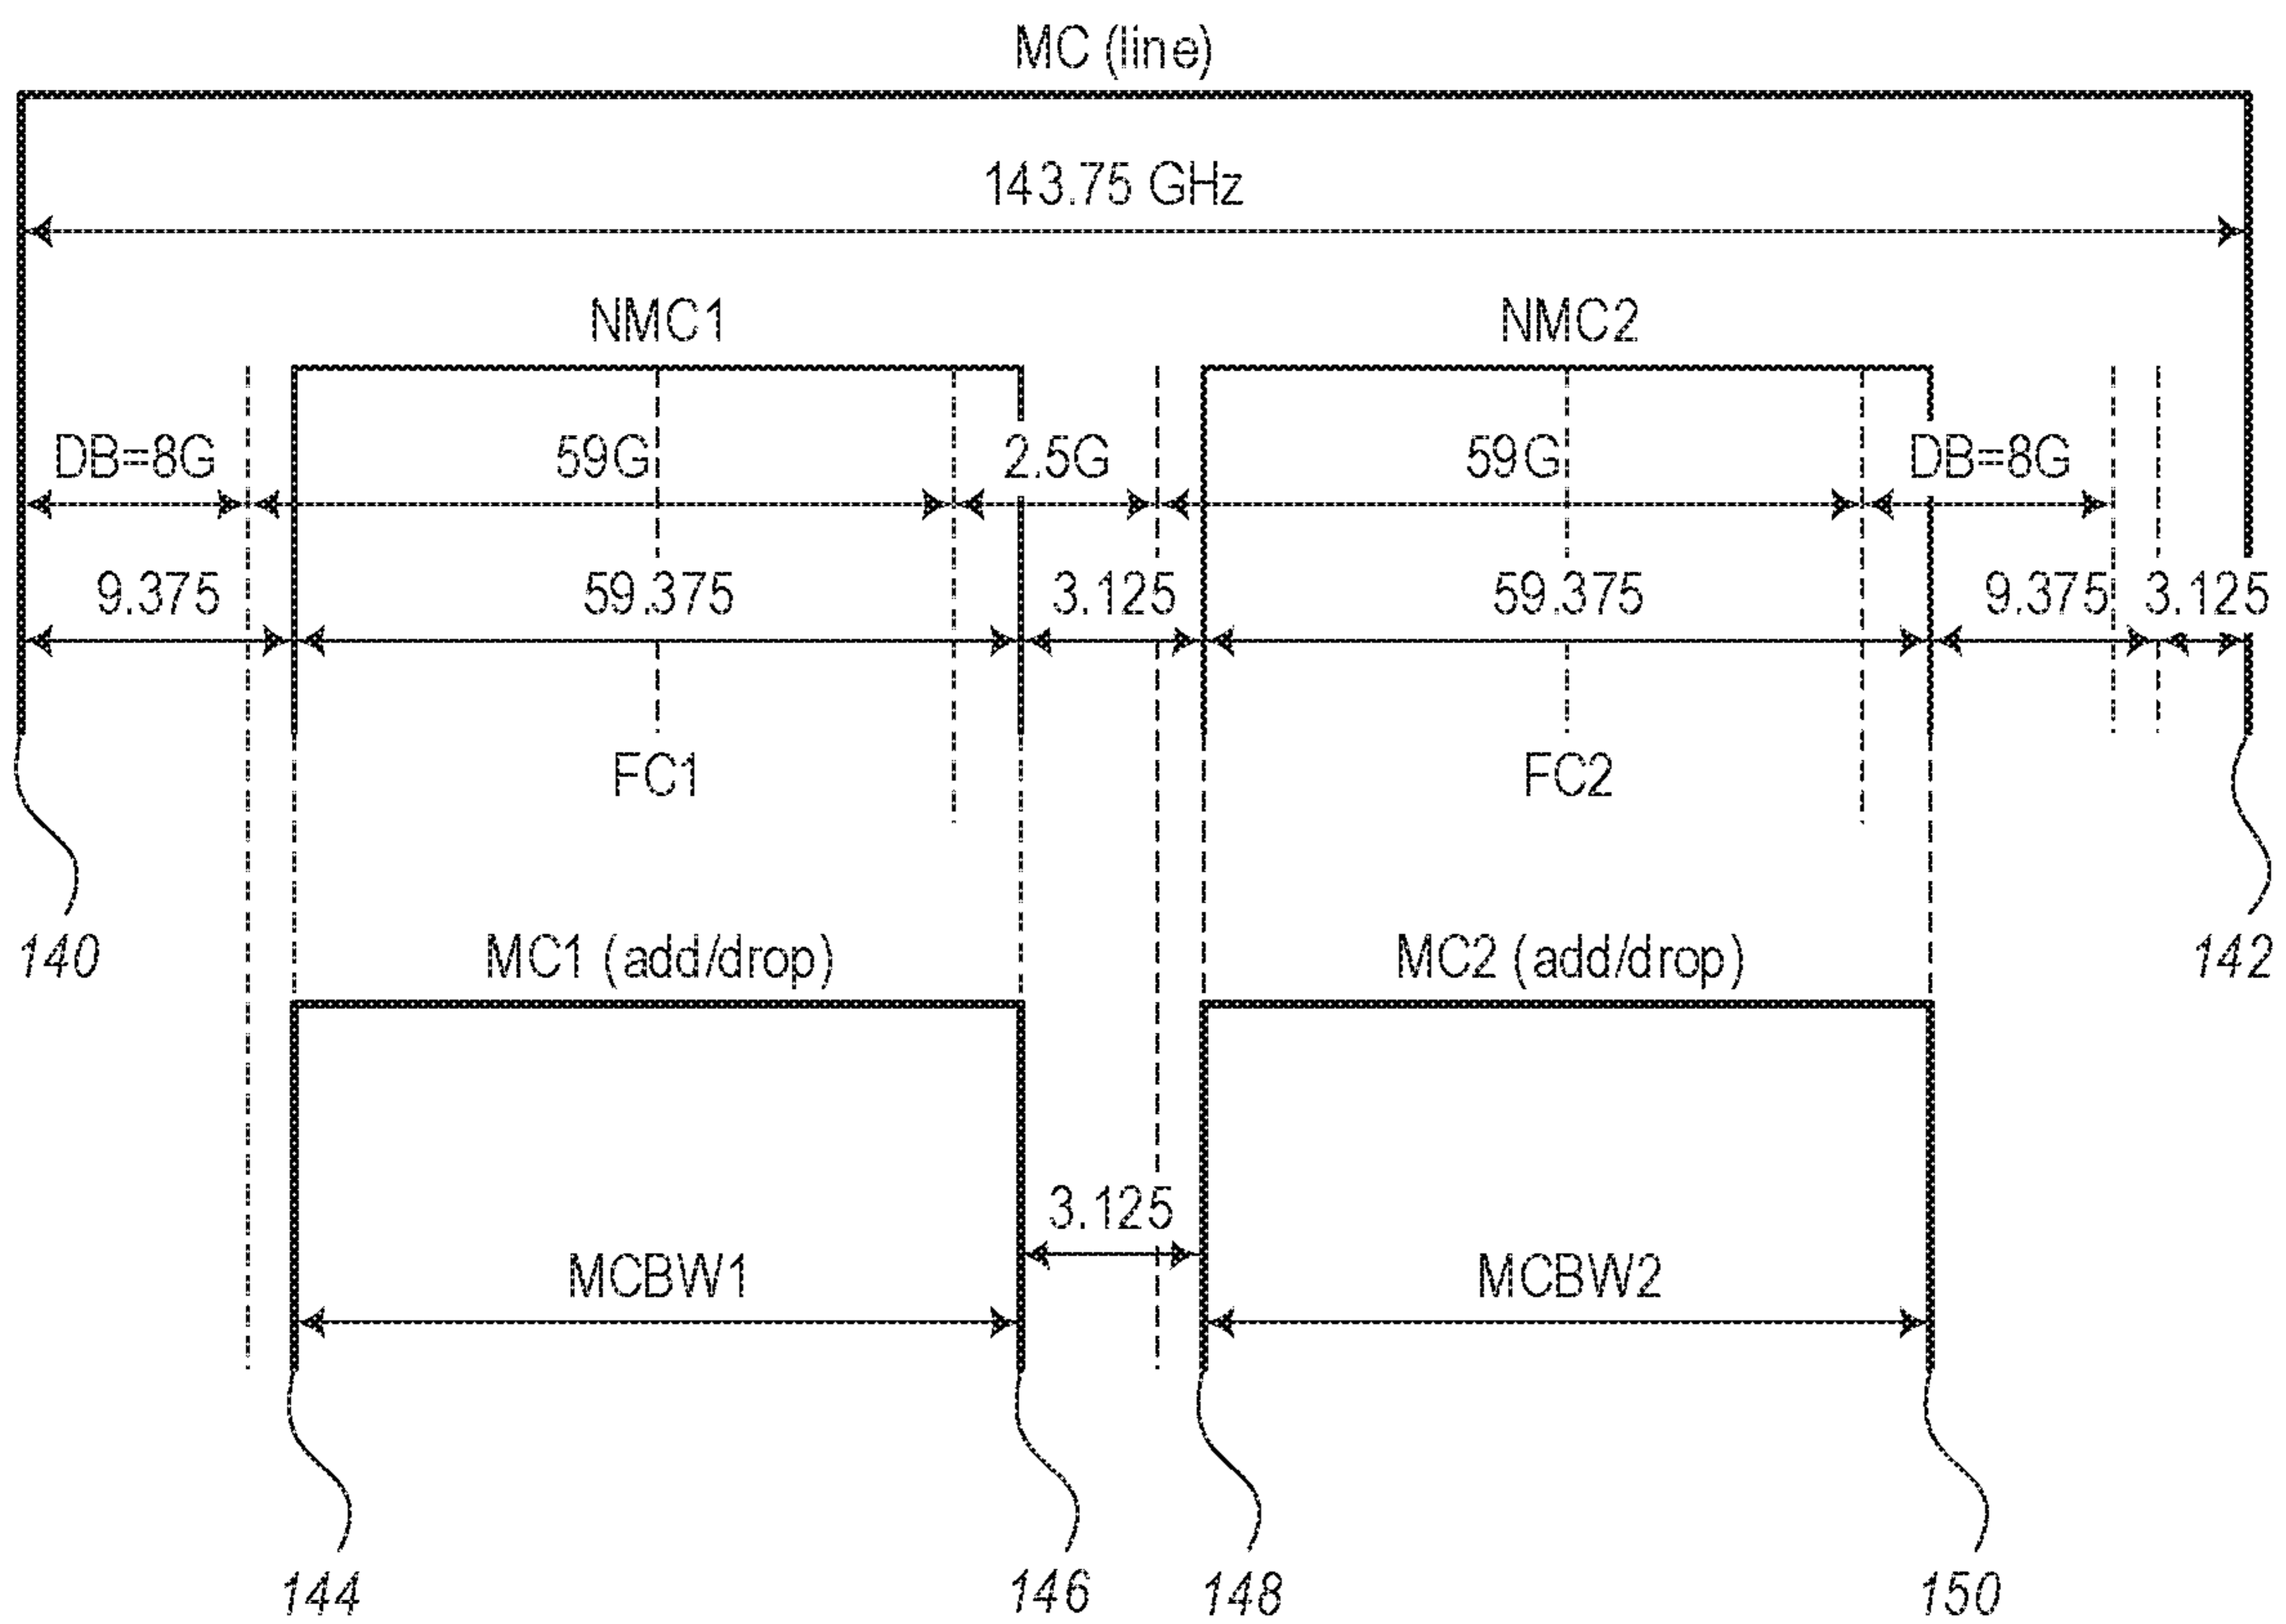 MC (line)
143.75 GHz
NMC1 NMC2
DB=8G 59G 2.5G 59G DB=8G
9.375 59.375 3.125 59.375 9.375 3.125
FC1 FC2
140 MC1 (add/drop) MC2 (add/drop) 142
3.125
MCBW1 MCBW2
144 146 148 150